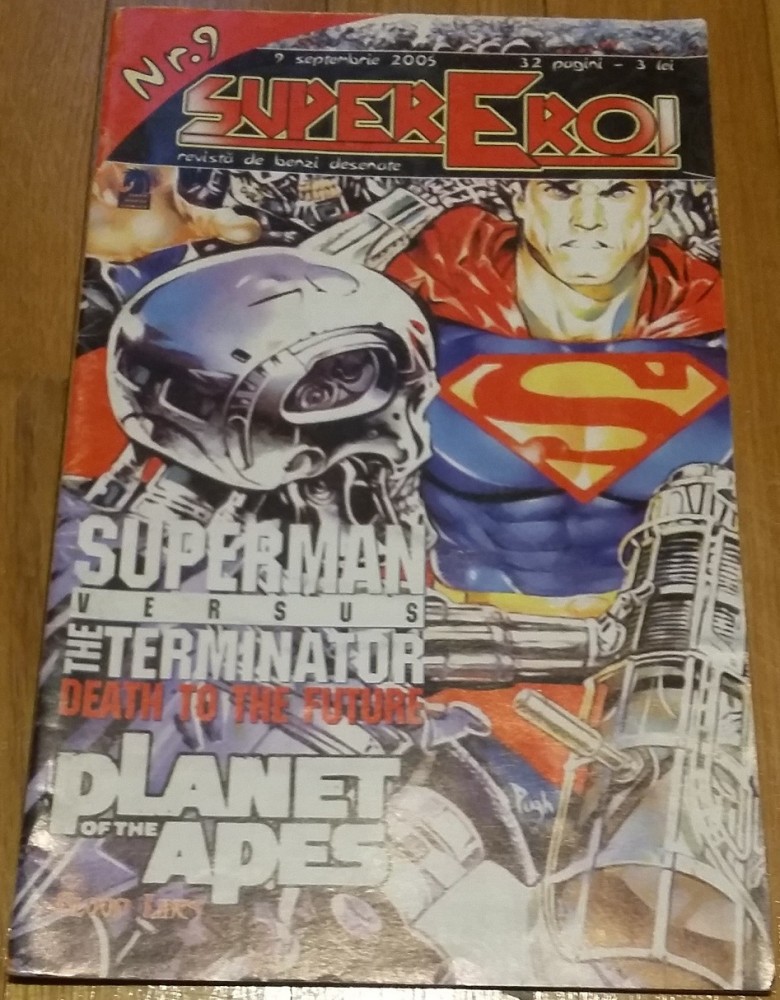 Nr.9
9 septembrie 2005 32 pagini - 3 lei
SUPEREROI
revistă de benzi desenate
SUPERMAN
VERSUS
THE TERMINATOR
DEATH TO THE FUTURE
PLANET
OF THE APES
Pugh